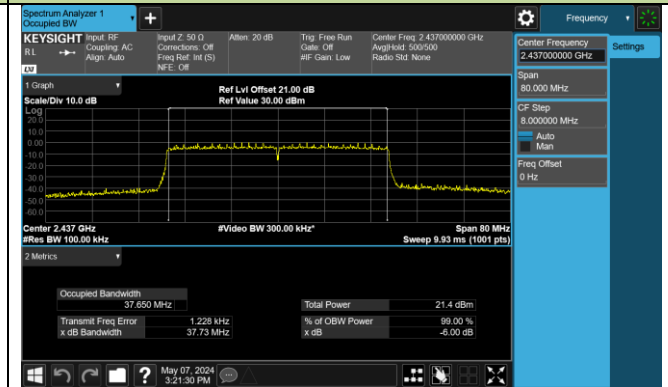 Spectrum Analyzer 1
Occupied BW
Frequency
KEYSIGHT
RL
LXI
Input: RF
Coupling: AC
Align: Auto
Input Z: 50 Ω
Corrections: Off
Freq Ref: Int (S)
NFE: Off
Atten: 20 dB
Trig: Free Run
Gate: Off
#IF Gain: Low
Center Freq: 2.437000000 GHz
Avg|Hold: 500/500
Radio Std: None
Center Frequency
2.437000000 GHz
Settings
Span
80.000 MHz
CF Step
8.000000 MHz
Auto
Man
Freq Offset
0 Hz
1 Graph
Scale/Div 10.0 dB
Ref Lvl Offset 21.00 dB
Ref Value 30.00 dBm
Log
20.0
10.0
0.00
-10.0
-20.0
-30.0
-40.0
-50.0
-60.0
Center 2.437 GHz
#Video BW 300.00 kHz*
Span 80 MHz
#Res BW 100.00 kHz
Sweep 9.93 ms (1001 pts)
2 Metrics
Occupied Bandwidth
37.650 MHz
Total Power
21.4 dBm
Transmit Freq Error
1.228 kHz
% of OBW Power
99.00 %
x dB Bandwidth
37.73 MHz
x dB
-6.00 dB
?
May 07, 2024
3:21:30 PM